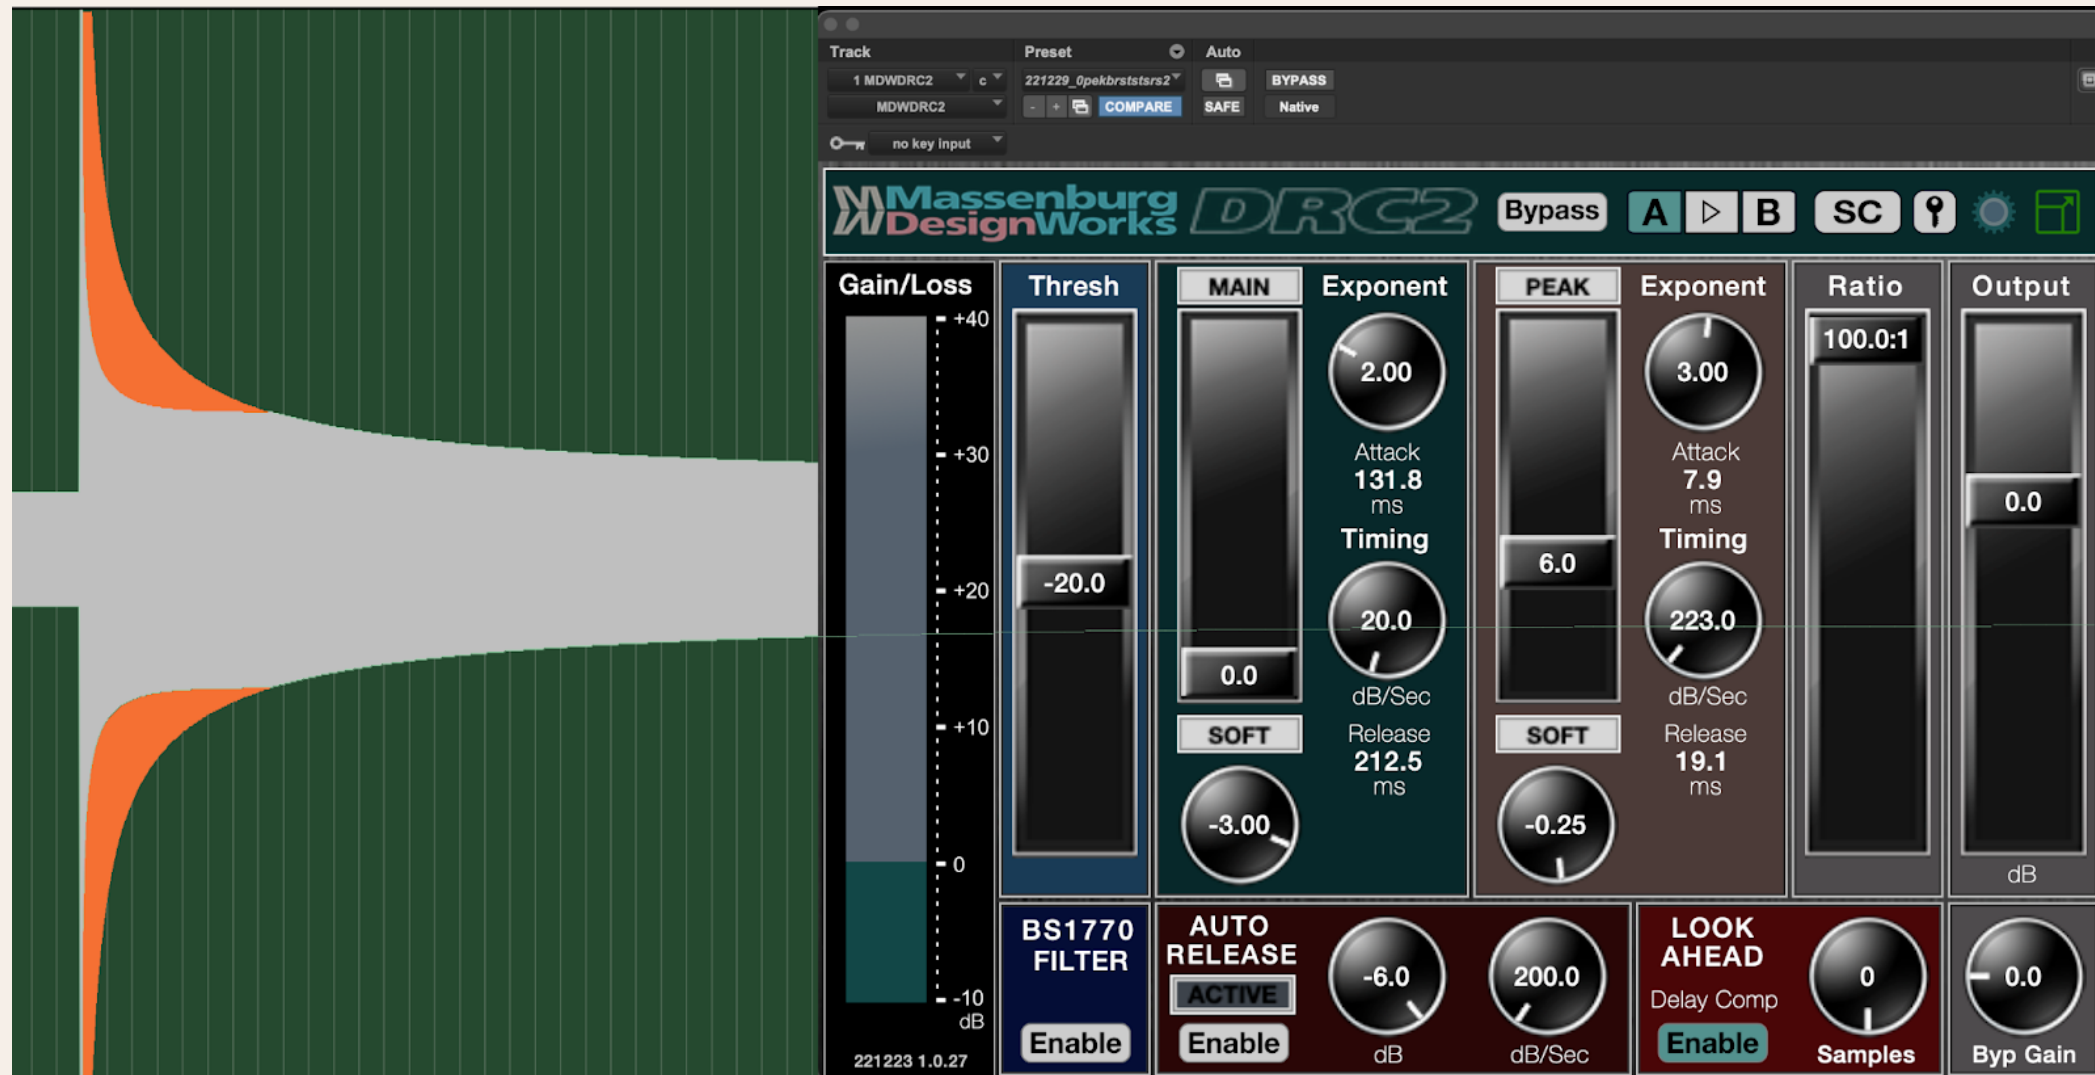 Track Preset Auto
1 MDWDRC2 c 221229_0pekbrststsrs2 BYPASS
MDWDRC2 - + COMPARE SAFE Native
no key input
Massenburg
DesignWorks
DRC2 Bypass A B SC
Gain/Loss
+40
+30
+20
+10
0
-10
dB
221223 1.0.27
Thresh
-20.0
MAIN
0.0
SOFT
-3.00
Exponent
2.00
Attack
131.8
ms
Timing
20.0
dB/Sec
Release
212.5
ms
PEAK
6.0
SOFT
-0.25
Exponent
3.00
Attack
7.9
ms
Timing
223.0
dB/Sec
Release
19.1
ms
Ratio
100.0:1
Output
0.0
dB
BS1770
FILTER
Enable
AUTO
RELEASE
ACTIVE
Enable
-6.0
dB
200.0
dB/Sec
LOOK
AHEAD
Delay Comp
Enable
0
Samples
0.0
Byp Gain